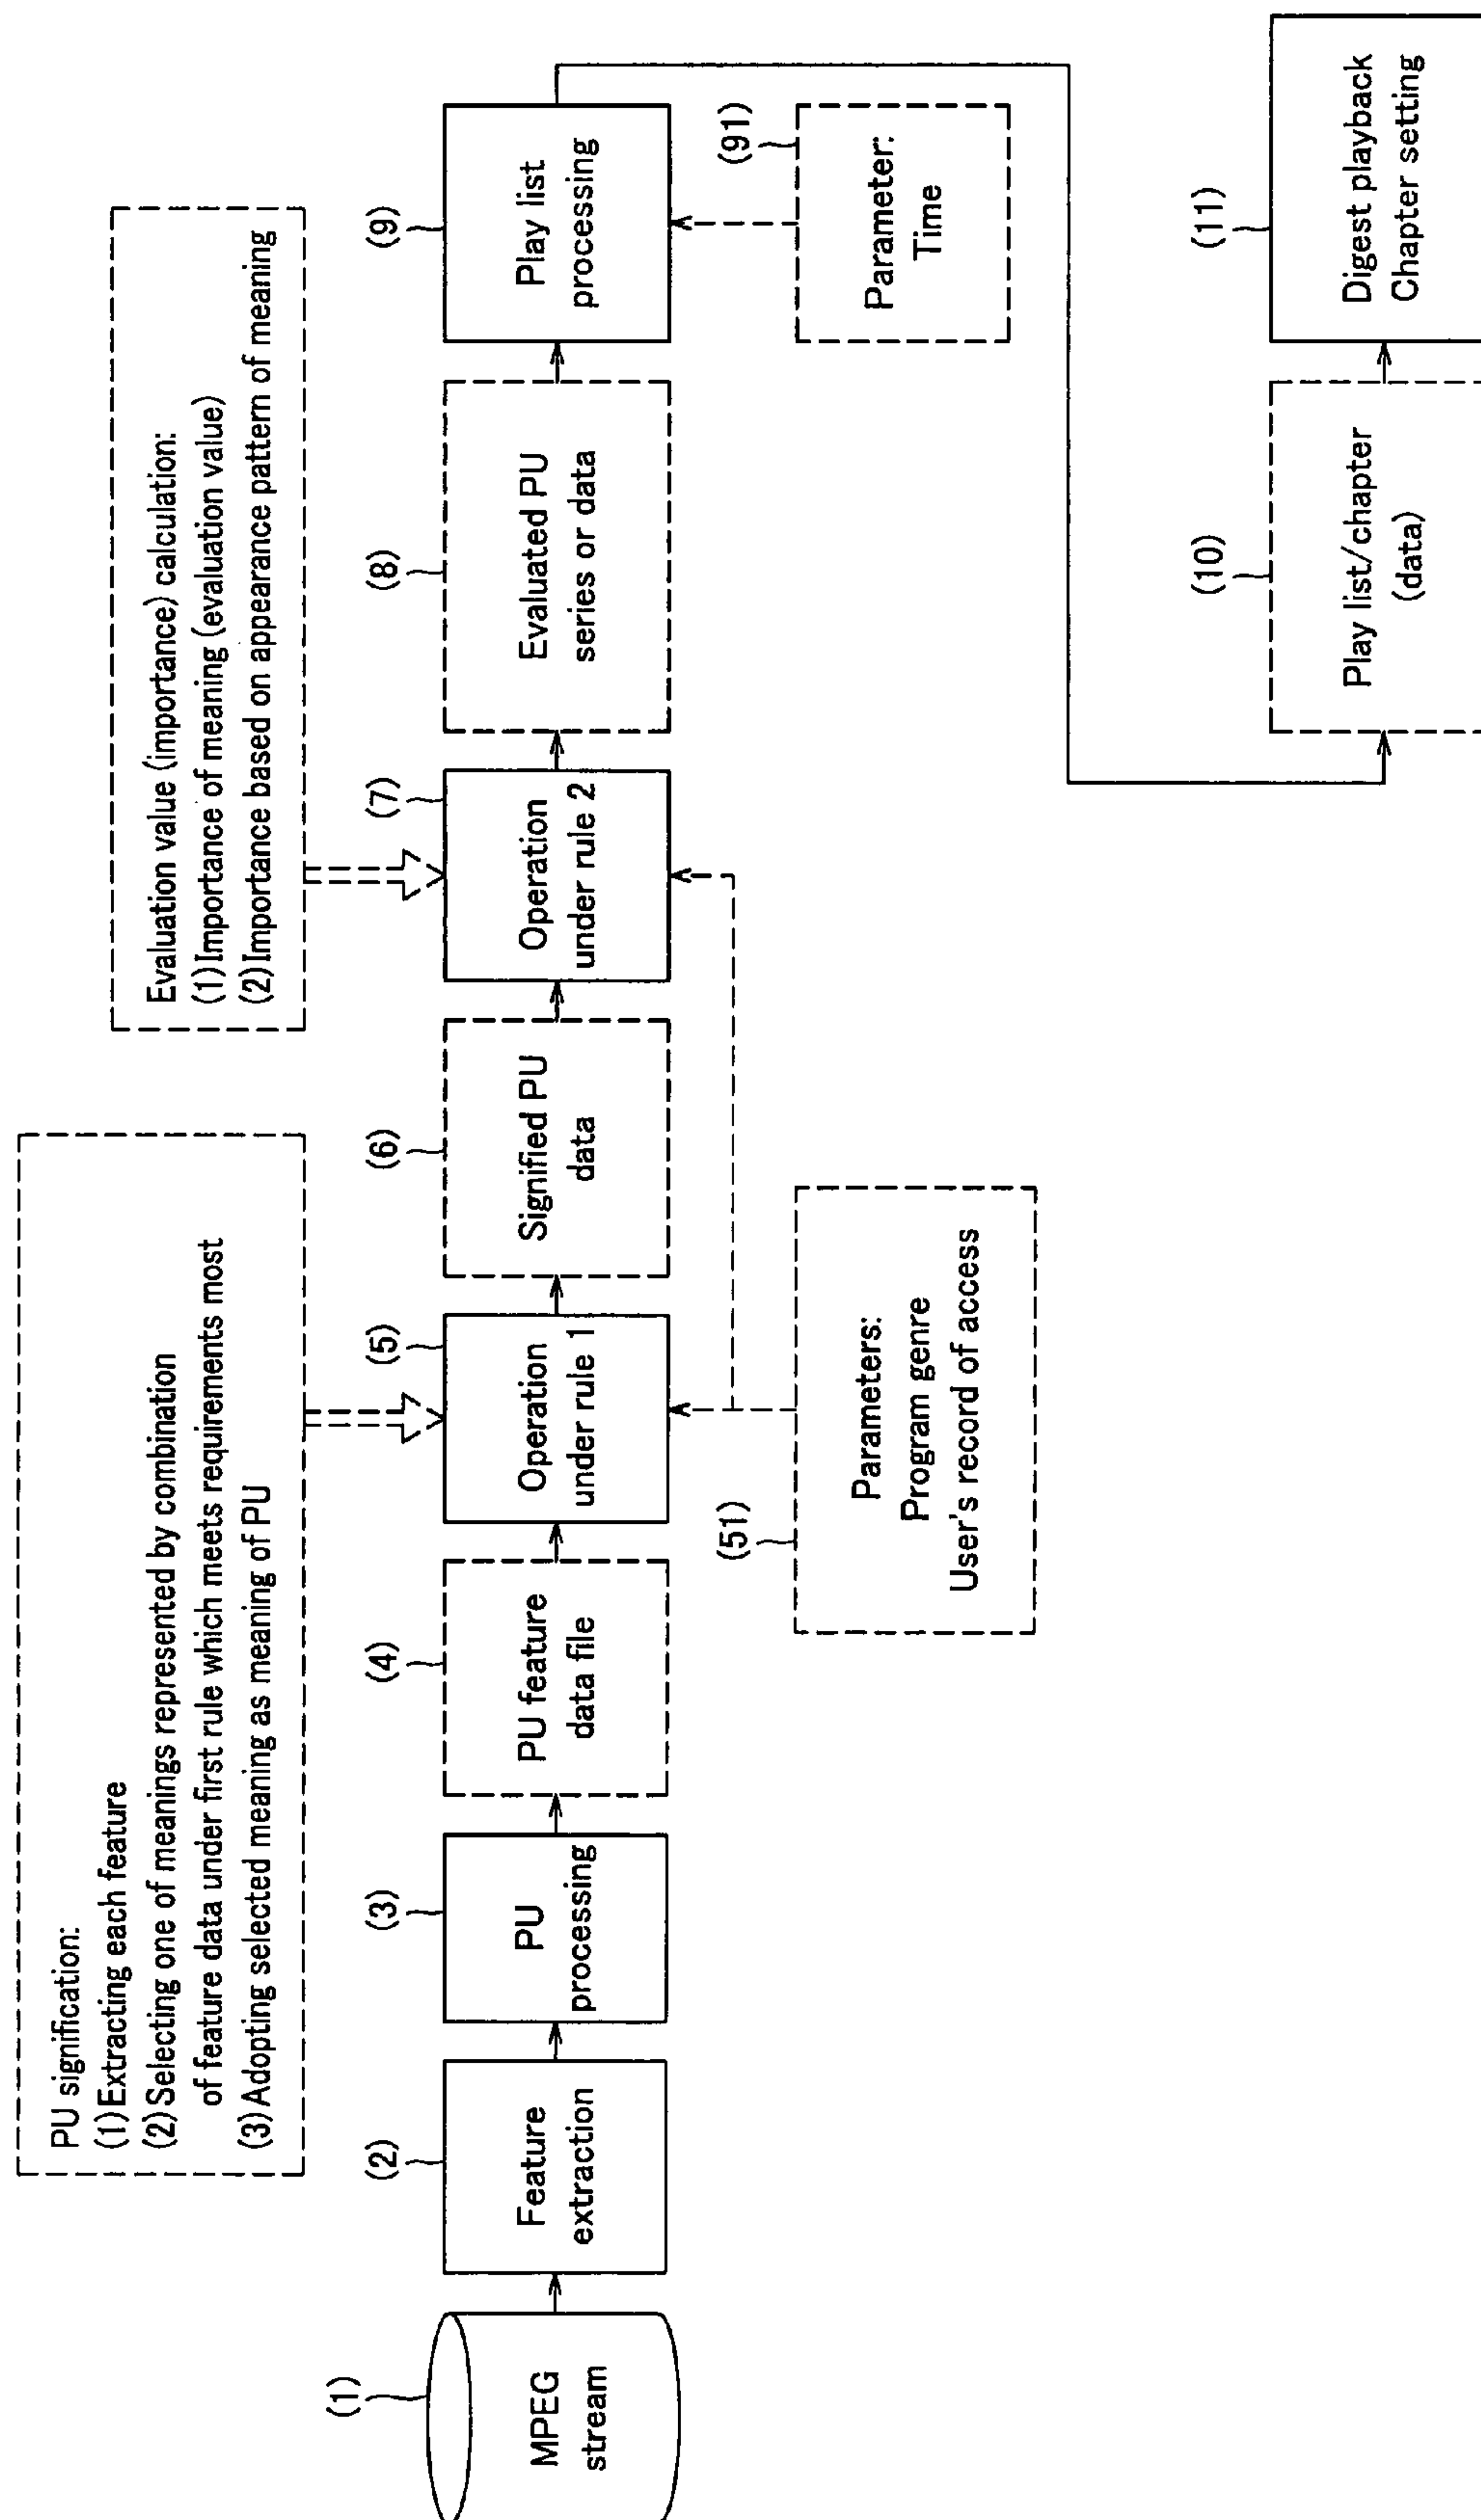 PU signification:
(1)Extracting each feature
(2)Selecting one of meanings represented by combination
of feature data under first rule which meets requirements most
(3)Adopting selected meaning as meaning of PU
Evaluation value (importance) calculation:
(1)Importance of meaning (evaluation value)
(2)Importance based on appearance pattern of meaning
(1)
MPEG
stream
(2)
Feature
extraction
(3)
PU
processing
(4)
PU feature
data file
(5)
Operation
under rule 1
(6)
Signified PU
data
(7)
Operation
under rule 2
(8)
Evaluated PU
series or data
(9)
Play list
processing
(51)
Parameters:
Program genre
User's record of access
(91)
Parameter:
Time
(10)
Play list/chapter
(data)
(11)
Digest playback
Chapter setting